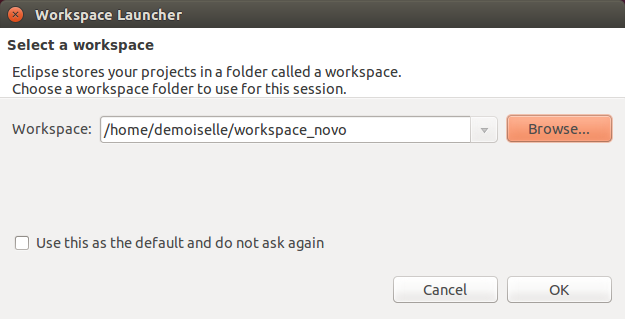 Workspace Launcher
Select a workspace
Eclipse stores your projects in a folder called a workspace.
Choose a workspace folder to use for this session.
Workspace: /home/demoiselle/workspace_novo Browse...
Use this as the default and do not ask again
Cancel OK